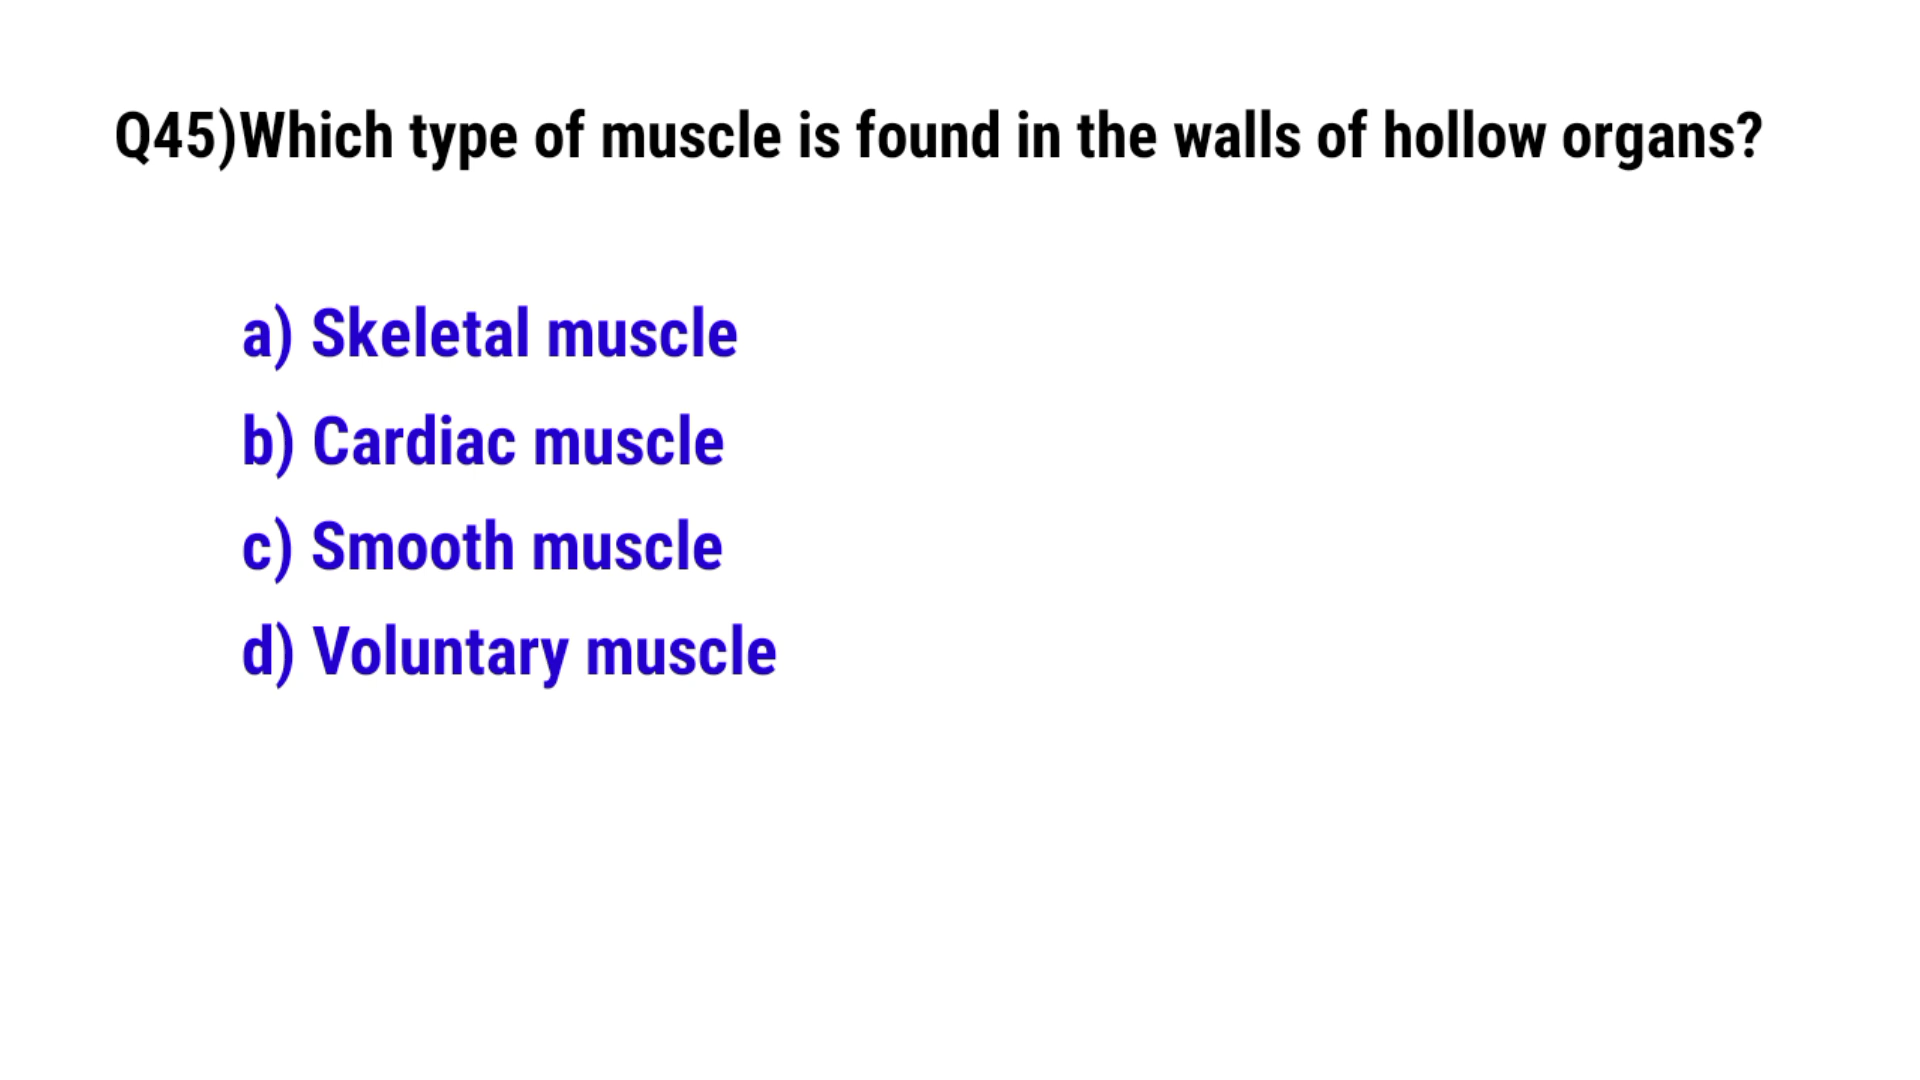 Q45)Which type of muscle is found in the walls of hollow organs?
a) Skeletal muscle
b) Cardiac muscle
c) Smooth muscle
d) Voluntary muscle